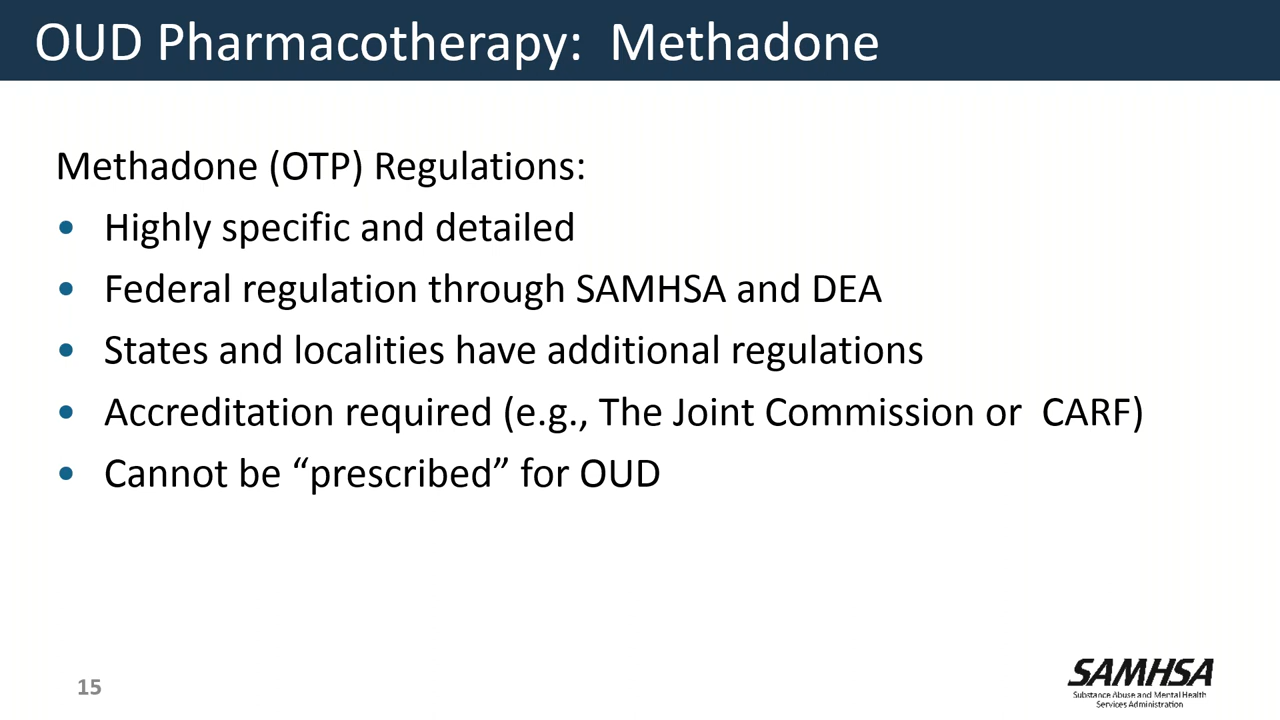 OUD Pharmacotherapy:  Methadone
Methadone (OTP) Regulations:
• Highly specific and detailed
• Federal regulation through SAMHSA and DEA
• States and localities have additional regulations
• Accreditation required (e.g., The Joint Commission or  CARF)
• Cannot be “prescribed” for OUD
15
SAMHSA
Substance Abuse and Mental Health
Services Administration